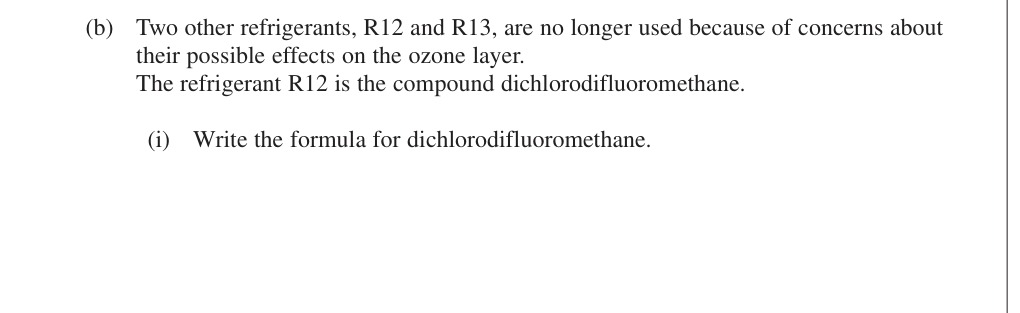 (b) Two other refrigerants, R12 and R13, are no longer used because of concerns about
their possible effects on the ozone layer.
The refrigerant R12 is the compound dichlorodifluoromethane.
(i) Write the formula for dichlorodifluoromethane.